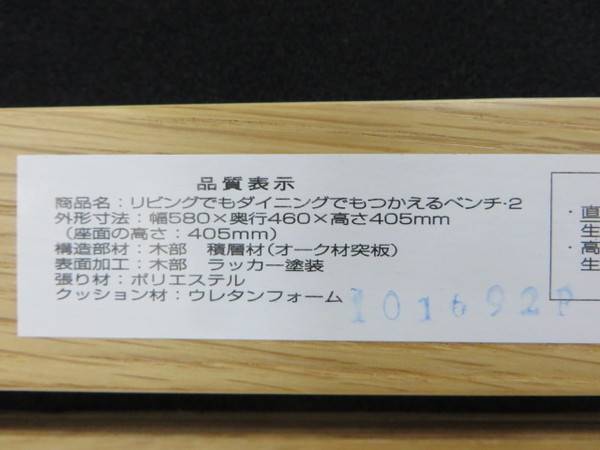 品質表示
商品名：リビングでもダイニングでもつかえるベンチ・2
外形寸法：幅580×奥行460×高さ405mm
（座面の高さ：405mm）
構造部材：木部　積層材（オーク材突板）
表面加工：木部　ラッカー塗装
張り材：ポリエステル
クッション材：ウレタンフォーム
101692P
・直
生
・高
生